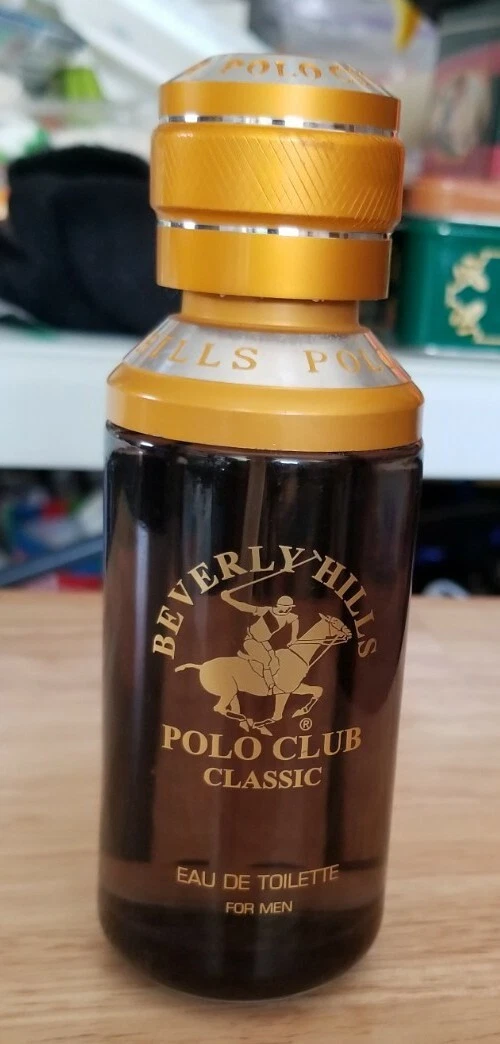 POLO CL
ILLS POLO
BEVERLY HILLS
®
POLO CLUB
CLASSIC
EAU DE TOILETTE
FOR MEN